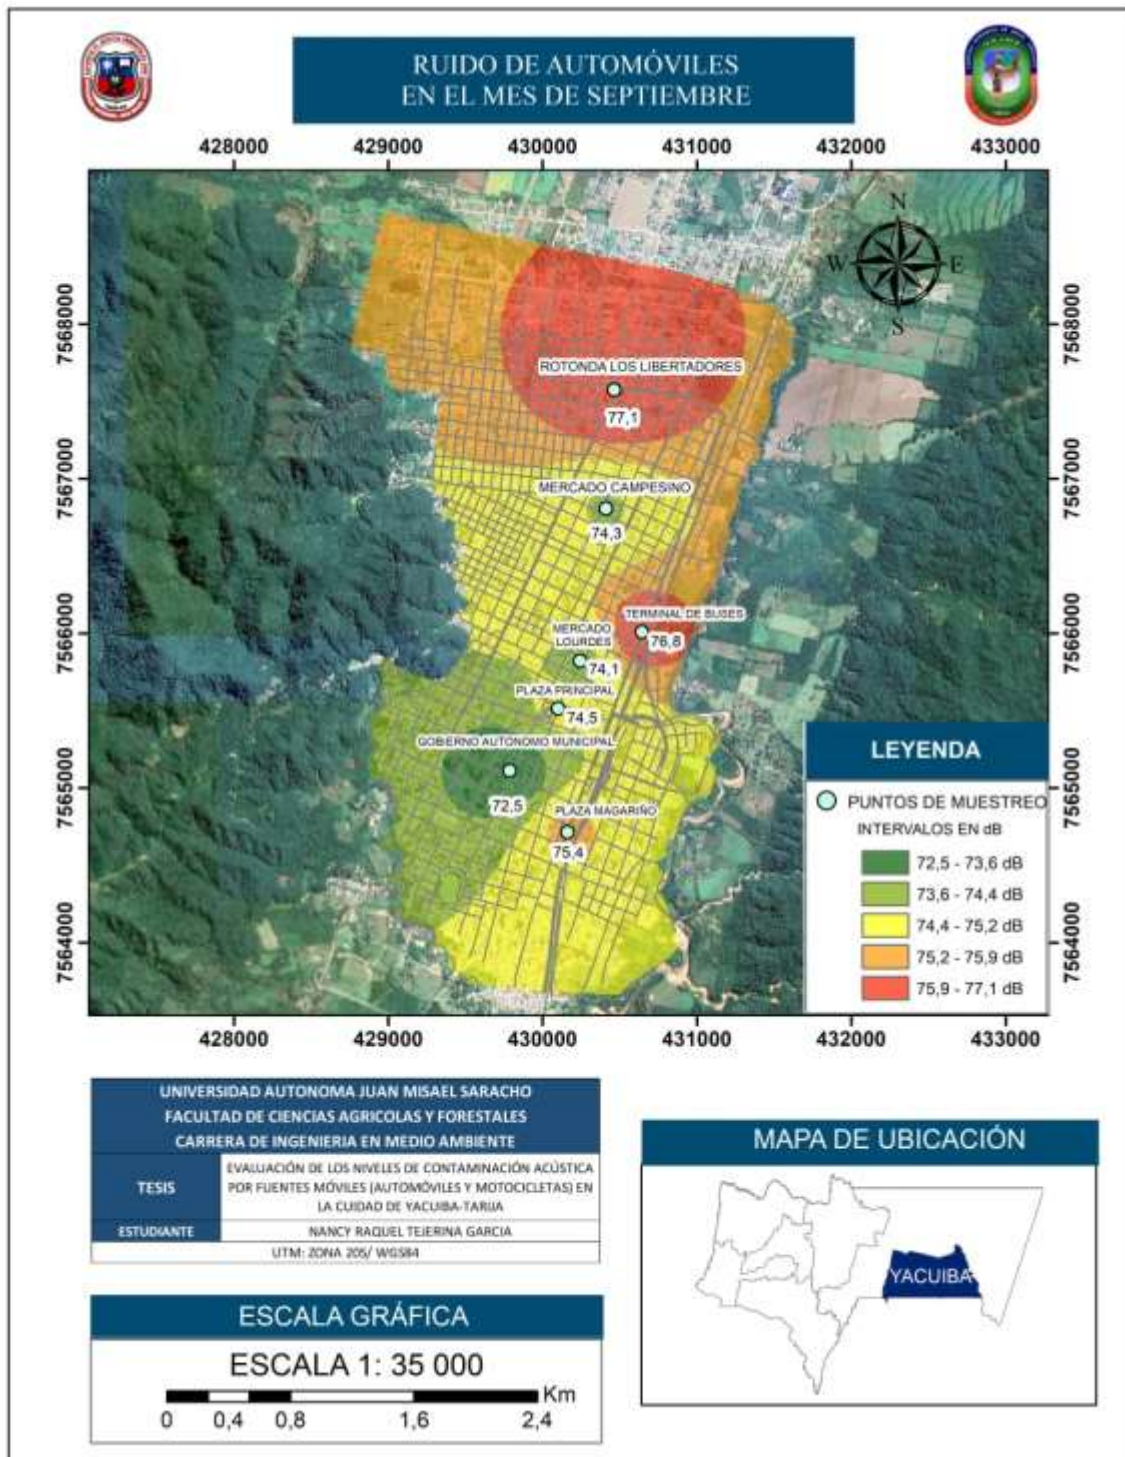 RUIDO DE AUTOMÓVILES
EN EL MES DE SEPTIEMBRE
428000 429000 430000 431000 432000 433000
N
W E
S
7568000 7568000
ROTONDA LOS LIBERTADORES
77,1
7567000 7567000
MERCADO CAMPESINO
74,3
7566000 7566000
TERMINAL DE BUSES
76,8
MERCADO
LOURDES
74,1
PLAZA PRINCIPAL
74,5
GOBIERNO AUTONOMO MUNICIPAL
72,5
7565000 7565000
PLAZA MAGARIÑO
75,4
7564000 7564000
LEYENDA
PUNTOS DE MUESTREO
INTERVALOS EN dB
72,5 - 73,6 dB
73,6 - 74,4 dB
74,4 - 75,2 dB
75,2 - 75,9 dB
75,9 - 77,1 dB
428000 429000 430000 431000 432000 433000
UNIVERSIDAD AUTONOMA JUAN MISAEL SARACHO
FACULTAD DE CIENCIAS AGRICOLAS Y FORESTALES
CARRERA DE INGENIERIA EN MEDIO AMBIENTE
TESIS
EVALUACIÓN DE LOS NIVELES DE CONTAMINACIÓN ACÚSTICA
POR FUENTES MÓVILES (AUTOMÓVILES Y MOTOCICLETAS) EN
LA CUIDAD DE YACUIBA-TARIJA
ESTUDIANTE
NANCY RAQUEL TEJERINA GARCIA
UTM: ZONA 20S/ WGS84
ESCALA GRÁFICA
ESCALA 1: 35 000
Km
0 0,4 0,8 1,6 2,4
MAPA DE UBICACIÓN
YACUIBA